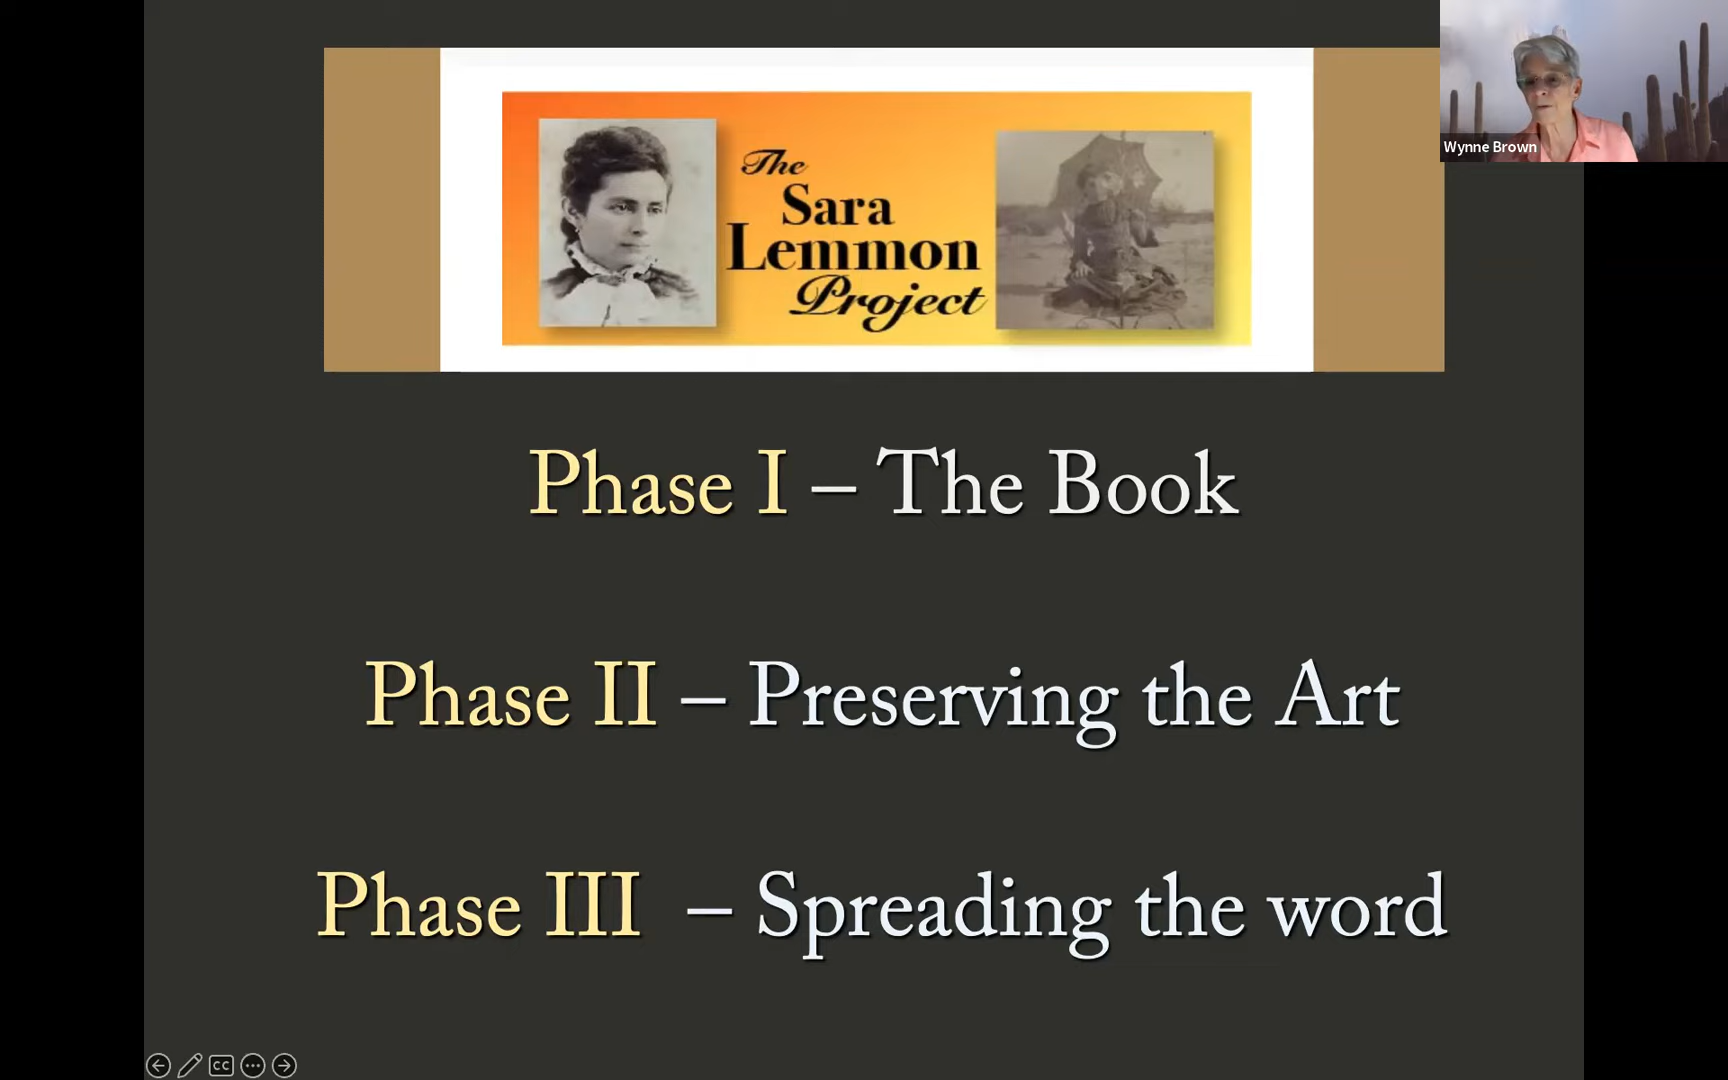 The
Sara
Lemmon
Project
Wynne Brown
Phase I – The Book
Phase II – Preserving the Art
Phase III – Spreading the word
CC